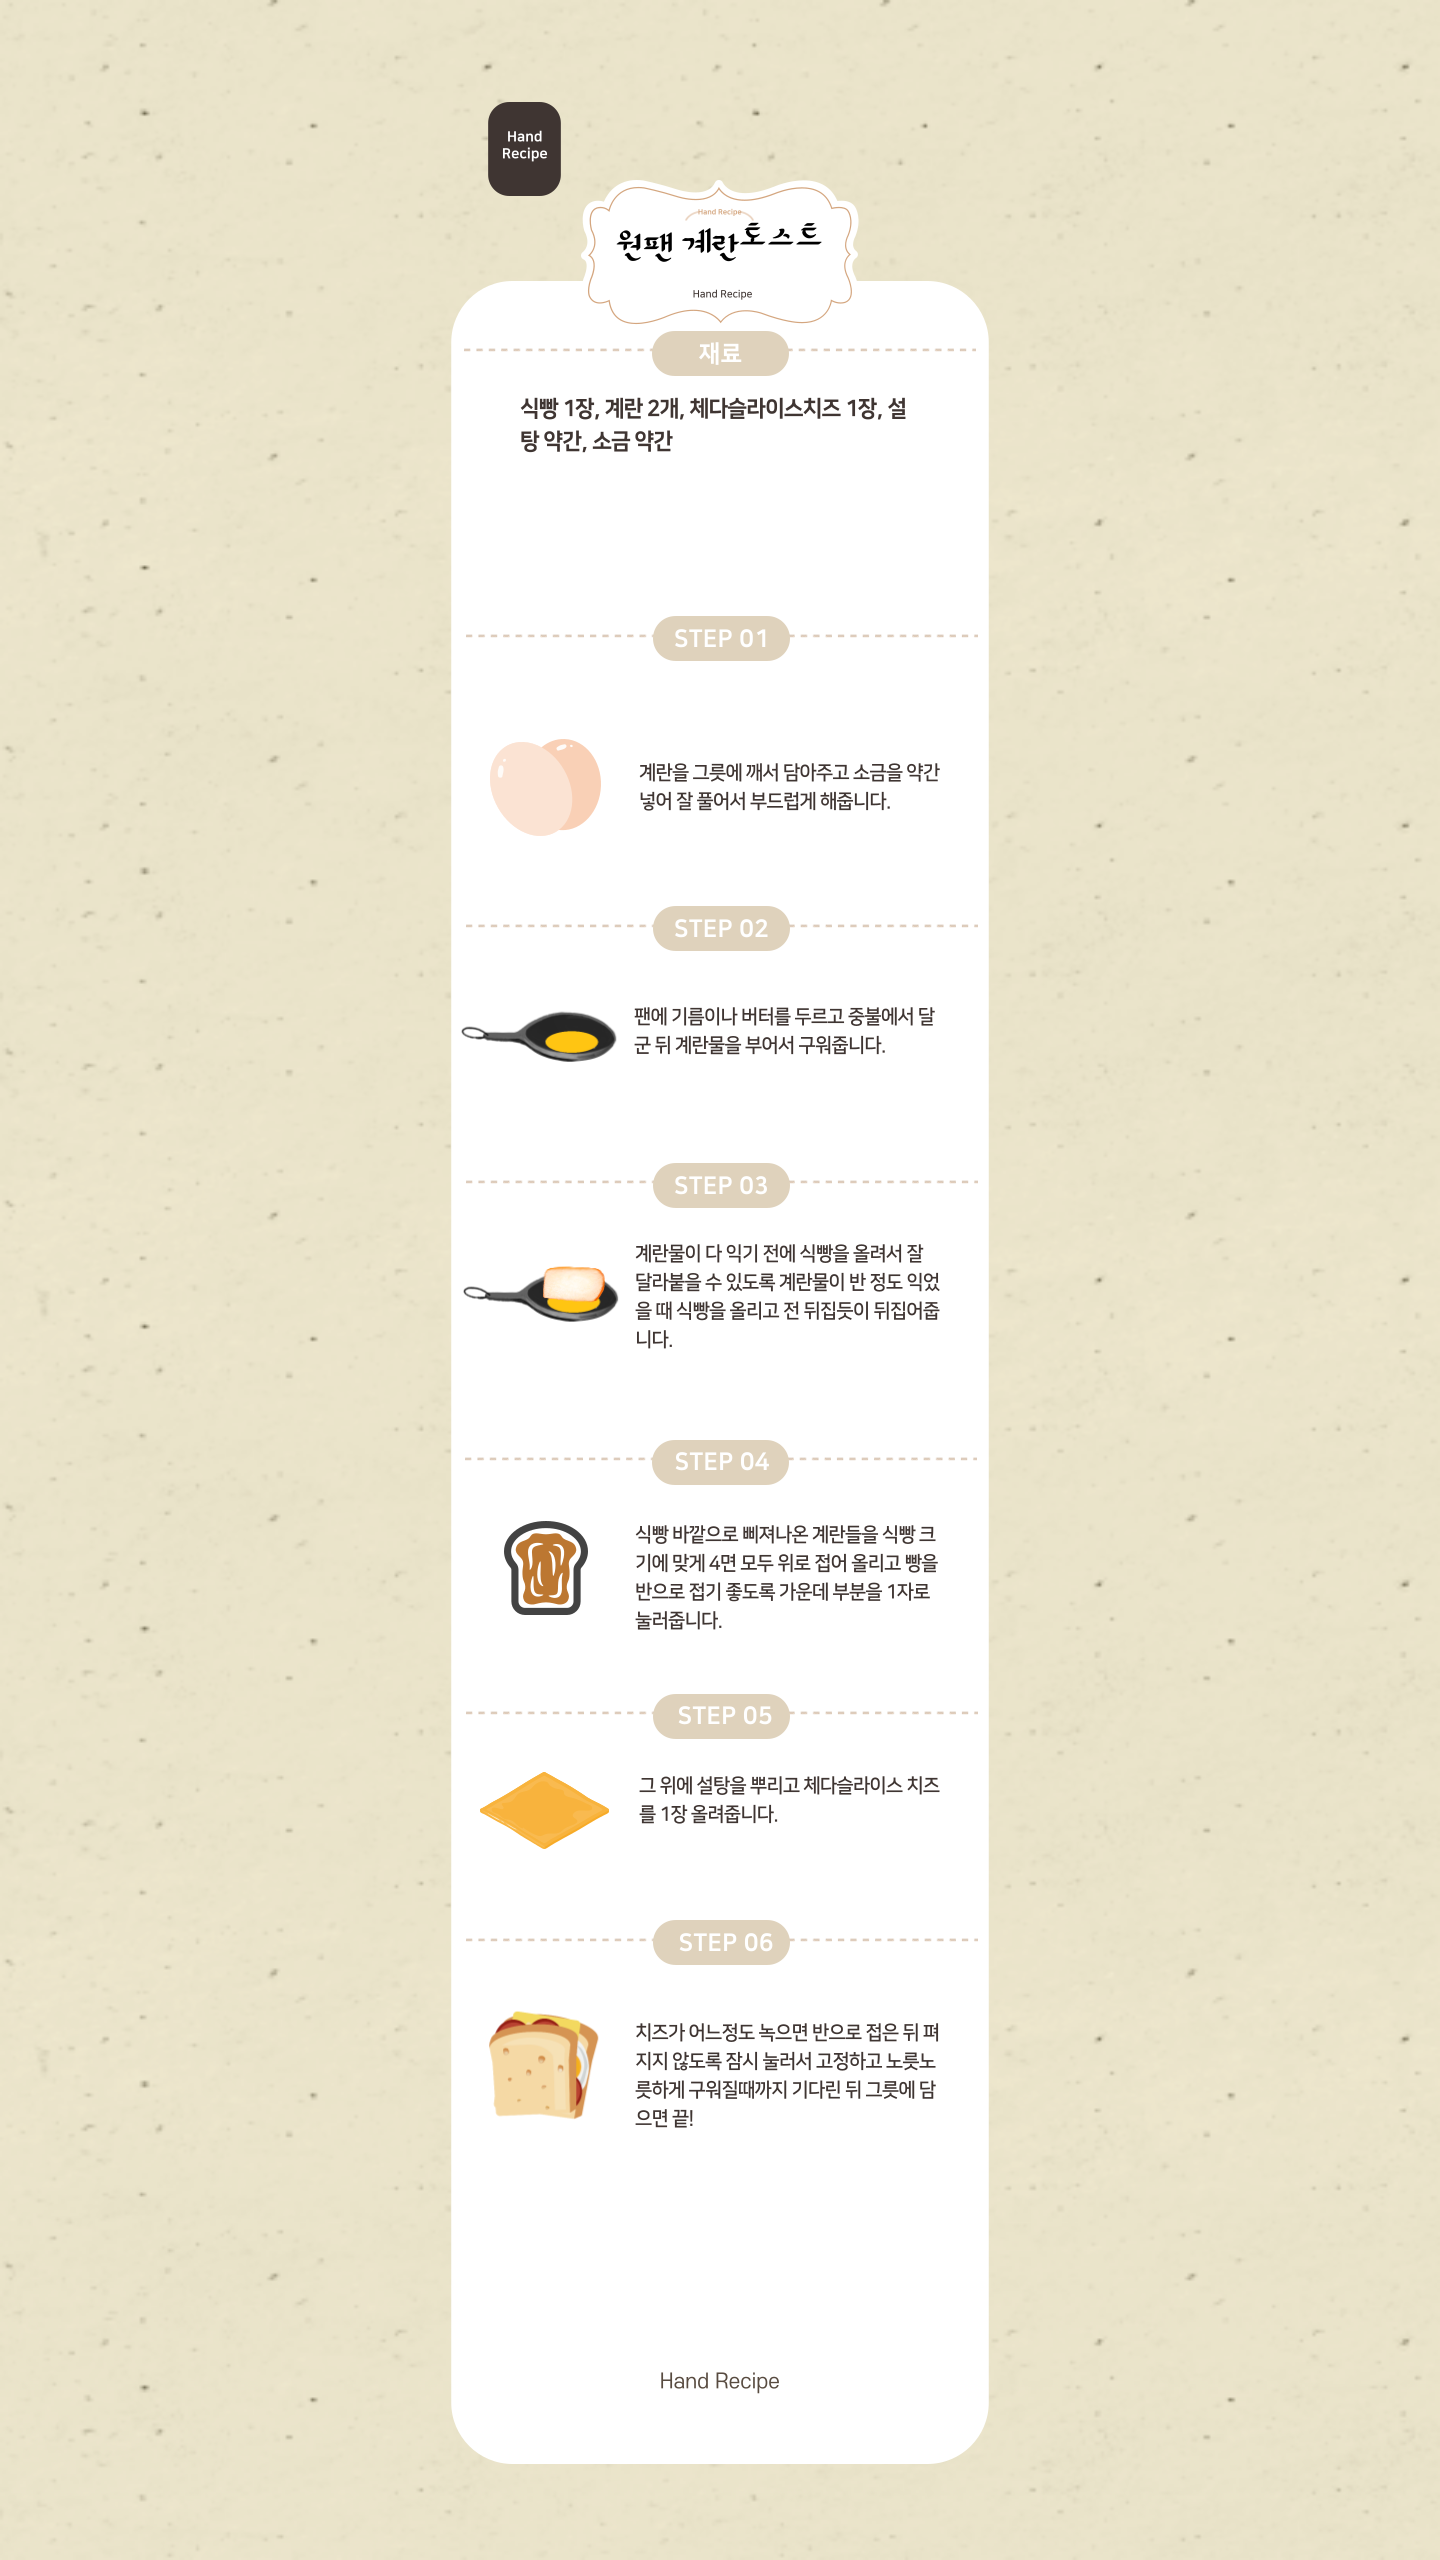 Hand
Recipe
Hand Recipe
원팬 계란토스트
Hand Recipe
재료
식빵 1장, 계란 2개, 체다슬라이스치즈 1장, 설
탕 약간, 소금 약간
STEP 01
계란을 그릇에 깨서 담아주고 소금을 약간
넣어 잘 풀어서 부드럽게 해줍니다.
STEP 02
팬에 기름이나 버터를 두르고 중불에서 달
군 뒤 계란물을 부어서 구워줍니다.
STEP 03
계란물이 다 익기 전에 식빵을 올려서 잘
달라붙을 수 있도록 계란물이 반 정도 익었
을 때 식빵을 올리고 전 뒤집듯이 뒤집어줍
니다.
STEP 04
식빵 바깥으로 삐져나온 계란들을 식빵 크
기에 맞게 4면 모두 위로 접어 올리고 빵을
반으로 접기 좋도록 가운데 부분을 1자로
눌러줍니다.
STEP 05
그 위에 설탕을 뿌리고 체다슬라이스 치즈
를 1장 올려줍니다.
STEP 06
치즈가 어느정도 녹으면 반으로 접은 뒤 펴
지지 않도록 잠시 눌러서 고정하고 노릇노
릇하게 구워질때까지 기다린 뒤 그릇에 담
으면 끝!
Hand Recipe